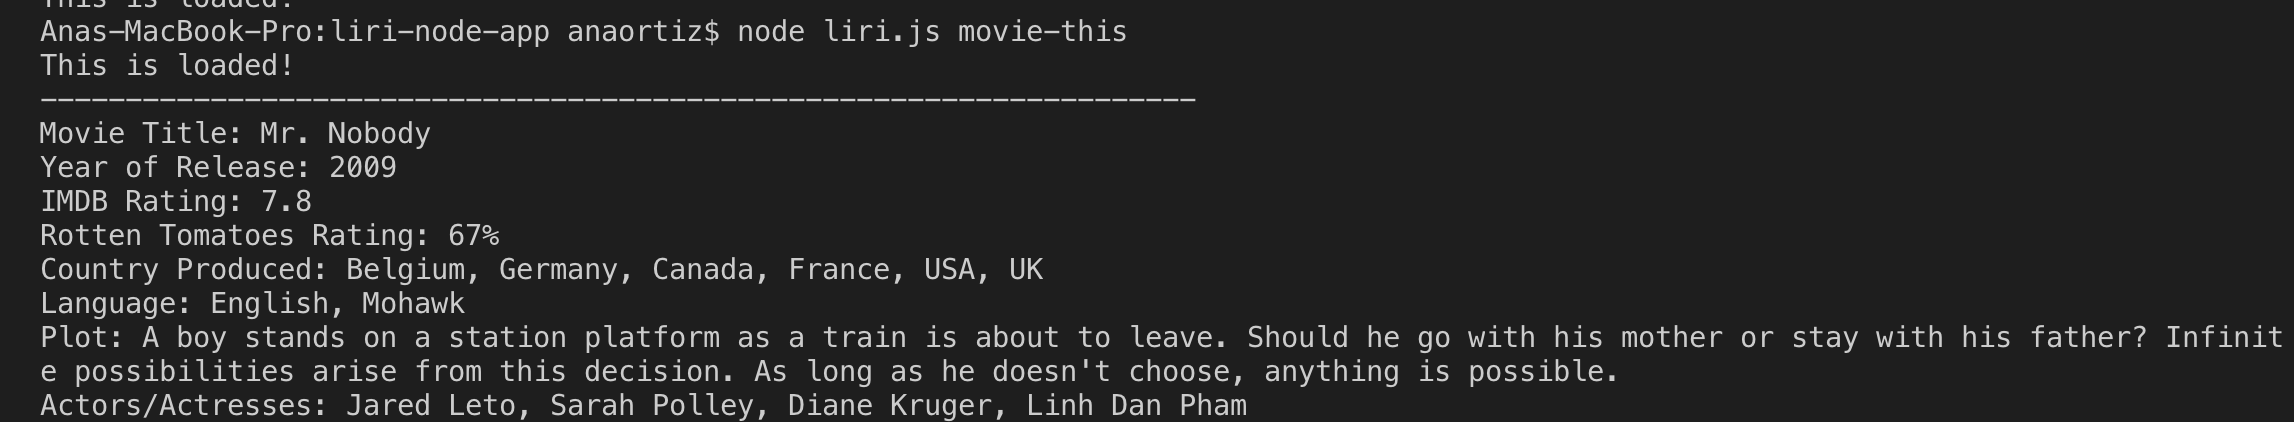 This is loaded!
Anas-MacBook-Pro:liri-node-app anaortiz$ node liri.js movie-this
This is loaded!
--------------------------------------------------------------------
Movie Title: Mr. Nobody
Year of Release: 2009
IMDB Rating: 7.8
Rotten Tomatoes Rating: 67%
Country Produced: Belgium, Germany, Canada, France, USA, UK
Language: English, Mohawk
Plot: A boy stands on a station platform as a train is about to leave. Should he go with his mother or stay with his father? Infinit
e possibilities arise from this decision. As long as he doesn't choose, anything is possible.
Actors/Actresses: Jared Leto, Sarah Polley, Diane Kruger, Linh Dan Pham